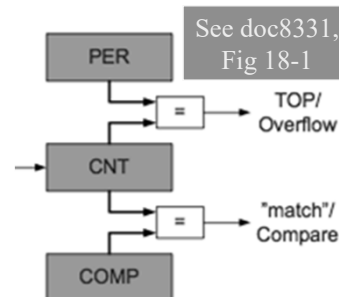 See doc8331,
Fig 18-1
PER
=
TOP/
Overflow
CNT
=
"match"/
Compare
COMP